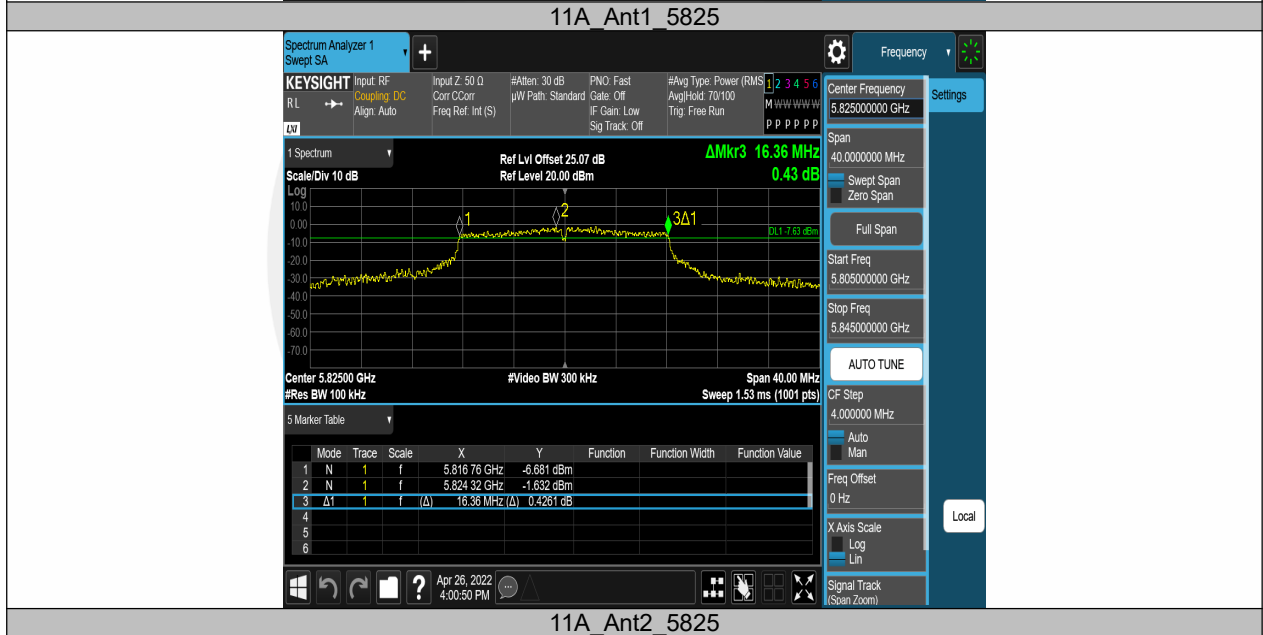 11A_Ant1_5825
Spectrum Analyzer 1
Swept SA
Frequency
KEYSIGHT
RL
LXI
Input: RF
Coupling: DC
Align: Auto
Input Z: 50 Ω
Corr CCorr
Freq Ref: Int (S)
#Atten: 30 dB
µW Path: Standard
PNO: Fast
Gate: Off
IF Gain: Low
Sig Track: Off
#Avg Type: Power (RMS
Avg|Hold: 70/100
Trig: Free Run
1 2 3 4 5 6
M W W W W W
P P P P P P
Center Frequency
5.825000000 GHz
Settings
Span
40.0000000 MHz
Swept Span
Zero Span
Full Span
Start Freq
5.805000000 GHz
Stop Freq
5.845000000 GHz
AUTO TUNE
CF Step
4.000000 MHz
Auto
Man
Freq Offset
0 Hz
X Axis Scale
Log
Lin
Local
Signal Track
(Span Zoom)
1 Spectrum
Scale/Div 10 dB
Ref Lvl Offset 25.07 dB
Ref Level 20.00 dBm
ΔMkr3 16.36 MHz
0.43 dB
Log
10.0
0.00
-10.0
-20.0
-30.0
-40.0
-50.0
-60.0
-70.0
1
2
3Δ1
DL1 -7.63 dBm
Center 5.82500 GHz
#Video BW 300 kHz
Span 40.00 MHz
#Res BW 100 kHz
Sweep 1.53 ms (1001 pts)
5 Marker Table
Mode Trace Scale X Y Function Function Width Function Value
1 N 1 f 5.816 76 GHz -6.681 dBm
2 N 1 f 5.824 32 GHz -1.632 dBm
3 Δ1 1 f (Δ) 16.36 MHz (Δ) 0.4261 dB
4
5
6
?
Apr 26, 2022
4:00:50 PM
11A_Ant2_5825